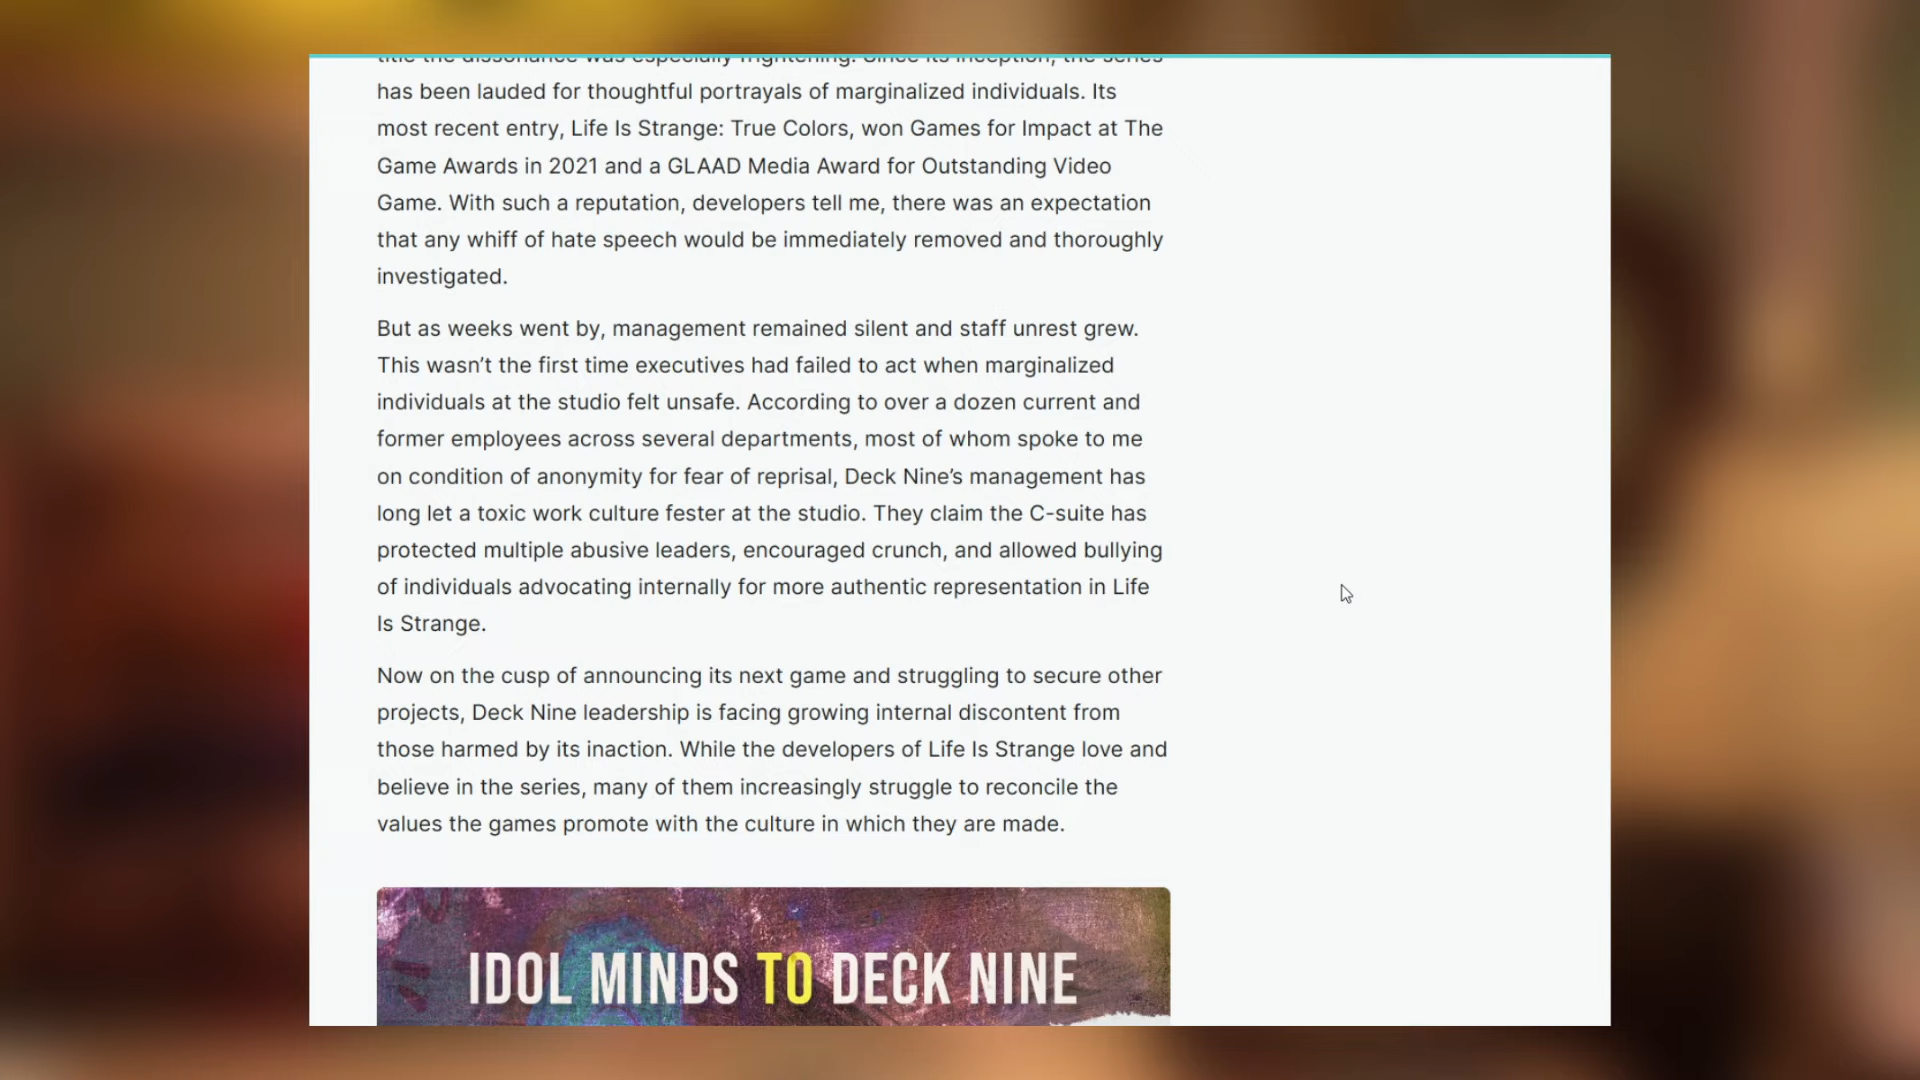 title the dissonance was especially frightening. Since its inception, the series
has been lauded for thoughtful portrayals of marginalized individuals. Its
most recent entry, Life Is Strange: True Colors, won Games for Impact at The
Game Awards in 2021 and a GLAAD Media Award for Outstanding Video
Game. With such a reputation, developers tell me, there was an expectation
that any whiff of hate speech would be immediately removed and thoroughly
investigated.
But as weeks went by, management remained silent and staff unrest grew.
This wasn’t the first time executives had failed to act when marginalized
individuals at the studio felt unsafe. According to over a dozen current and
former employees across several departments, most of whom spoke to me
on condition of anonymity for fear of reprisal, Deck Nine’s management has
long let a toxic work culture fester at the studio. They claim the C-suite has
protected multiple abusive leaders, encouraged crunch, and allowed bullying
of individuals advocating internally for more authentic representation in Life
Is Strange.
Now on the cusp of announcing its next game and struggling to secure other
projects, Deck Nine leadership is facing growing internal discontent from
those harmed by its inaction. While the developers of Life Is Strange love and
believe in the series, many of them increasingly struggle to reconcile the
values the games promote with the culture in which they are made.
IDOL MINDS TO DECK NINE